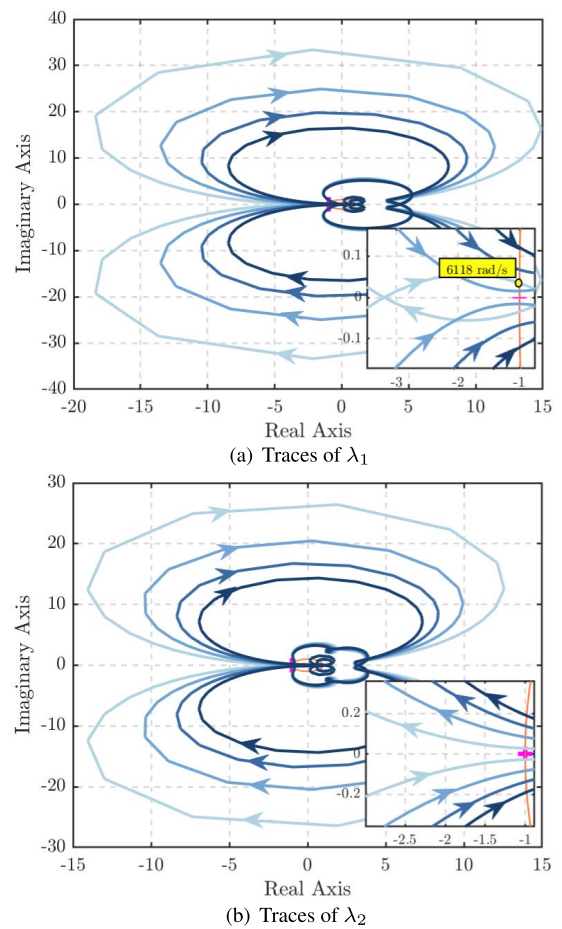 40
30
20
10
0
-10
-20
-30
-40
Imaginary Axis
0.1
0
-0.1
6118 rad/s
-3 -2 -1
-20 -15 -10 -5 0 5 10 15
Real Axis
(a) Traces of λ1
30
20
10
0
-10
-20
-30
Imaginary Axis
0.2
0
-0.2
-2.5 -2 -1.5 -1
-15 -10 -5 0 5 10 15
Real Axis
(b) Traces of λ2